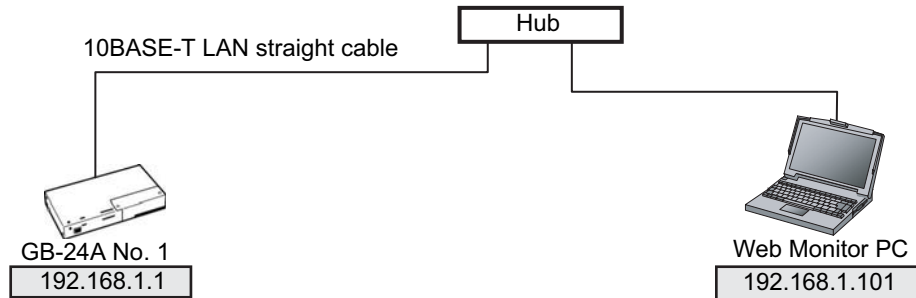 Hub
10BASE-T LAN straight cable
GB-24A No. 1
192.168.1.1
Web Monitor PC
192.168.1.101